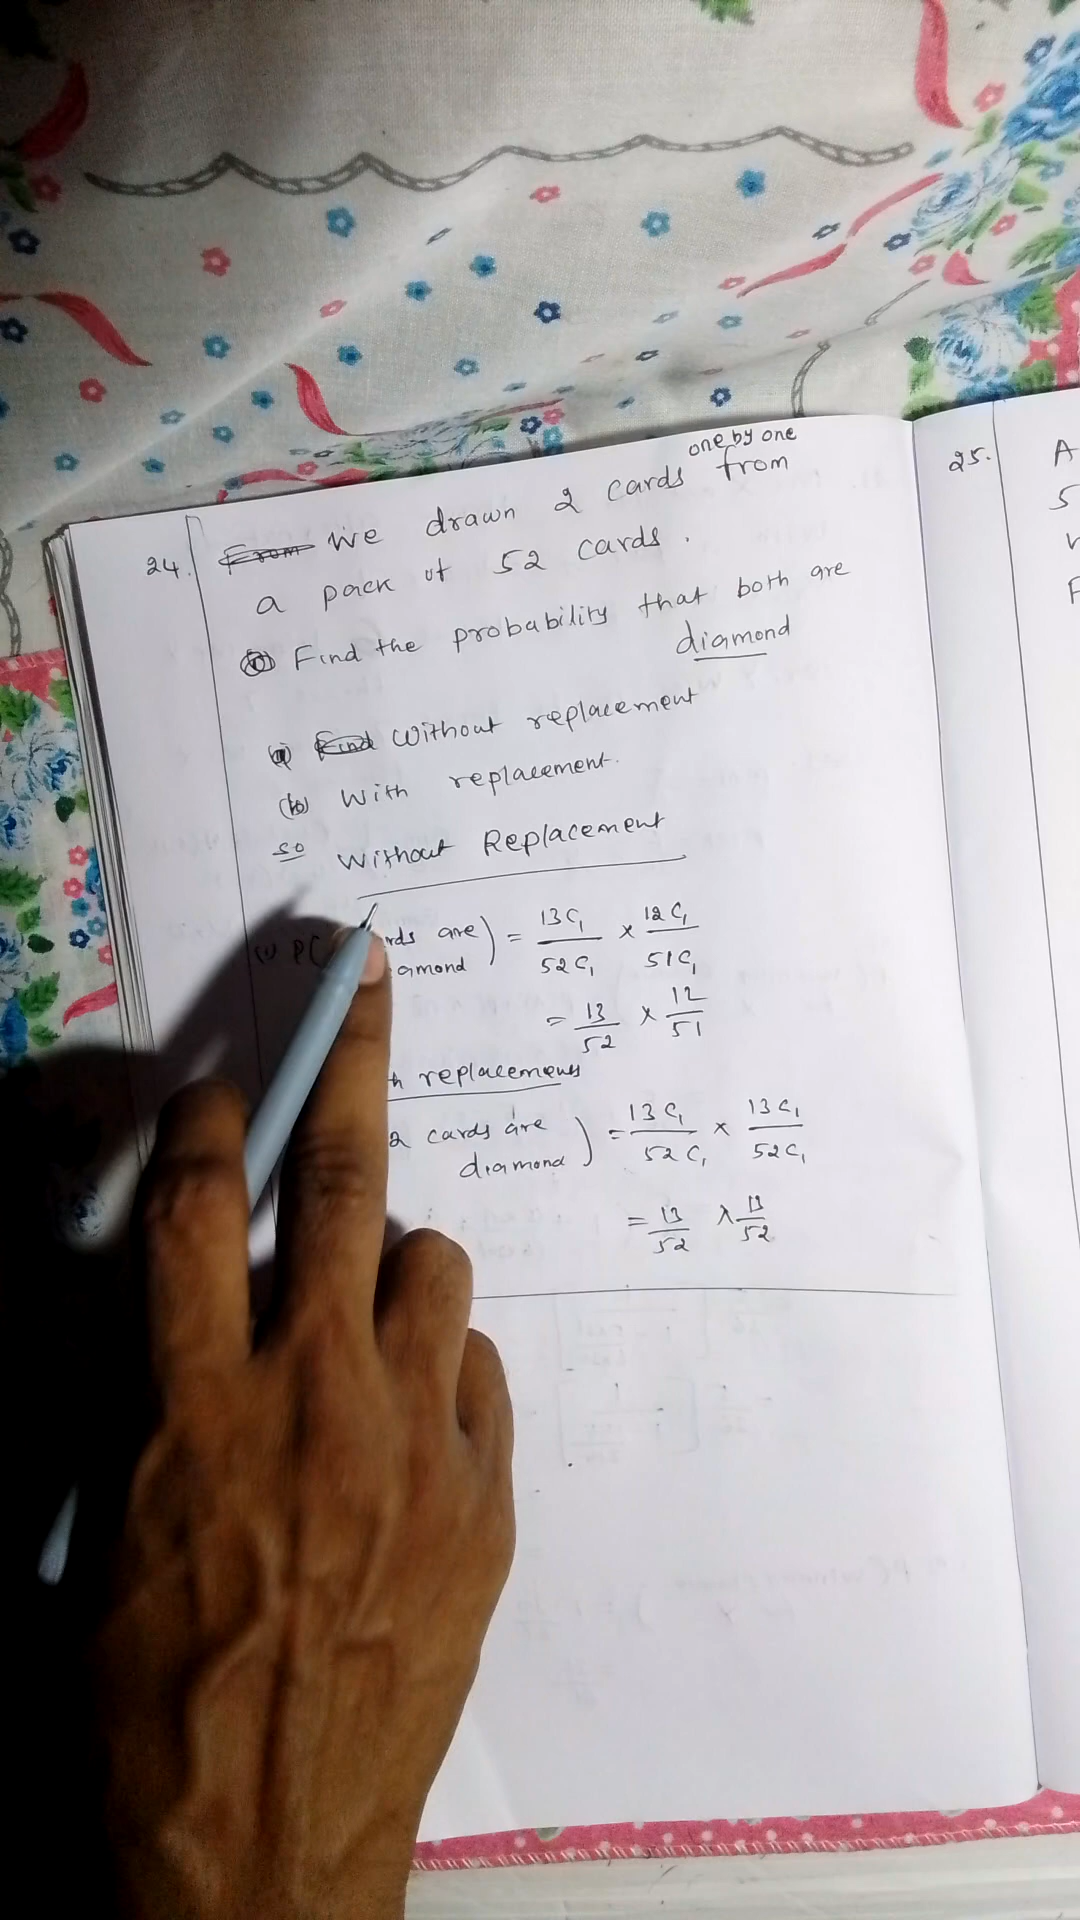 24. From We drawn 2 cards one by one from
a pack of 52 cards.
Find the probability that both are
diamond
(a) Find Without replacement
(b) With replacement.
so Without Replacement
(i) P( rds are amond ) = 13C₁/52C₁ × 12C₁/51C₁
= 13/52 × 12/51
h replacements
2 cards are diamond ) = 13C₁/52C₁ × 13C₁/52C₁
= 13/52 × 13/52
25. A
5